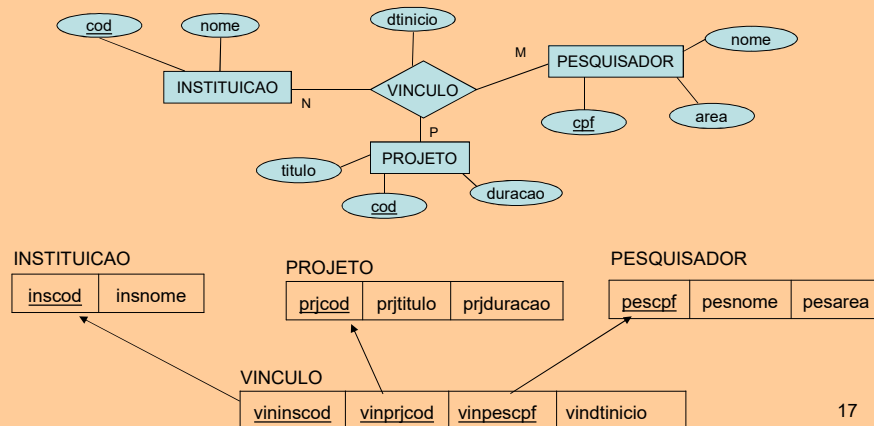 cod
nome
dtinicio
nome
M
PESQUISADOR
INSTITUICAO
VINCULO
N
cpf
area
P
PROJETO
titulo
cod
duracao
INSTITUICAO
inscod insnome
PROJETO
prjcod prjtitulo prjduracao
PESQUISADOR
pescpf pesnome pesarea
VINCULO
vininscod vinprjcod vinpescpf vindtinicio
17